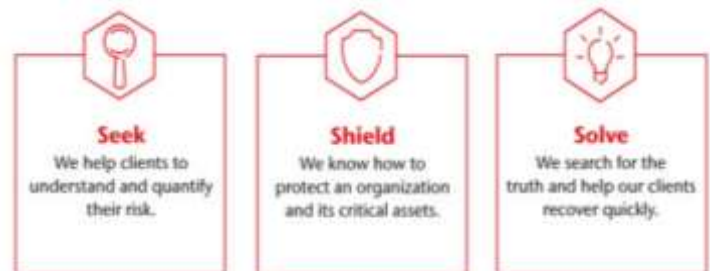 Seek
We help clients to
understand and quantify
their risk.
Shield
We know how to
protect an organization
and its critical assets.
Solve
We search for the
truth and help our clients
recover quickly.